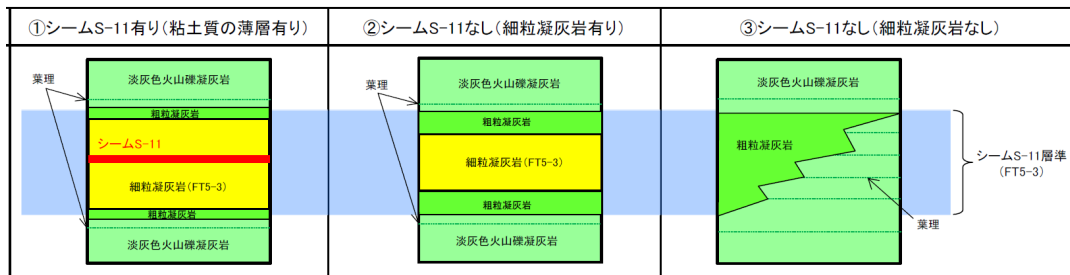 ①シームS-11有り(粘土質の薄層有り)
②シームS-11なし(細粒凝灰岩有り)
③シームS-11なし(細粒凝灰岩なし)
葉理
淡灰色火山礫凝灰岩
粗粒凝灰岩
シームS-11
細粒凝灰岩(FT5-3)
粗粒凝灰岩
淡灰色火山礫凝灰岩
葉理
淡灰色火山礫凝灰岩
粗粒凝灰岩
細粒凝灰岩(FT5-3)
粗粒凝灰岩
淡灰色火山礫凝灰岩
淡灰色火山礫凝灰岩
粗粒凝灰岩
葉理
シームS-11層準
(FT5-3)